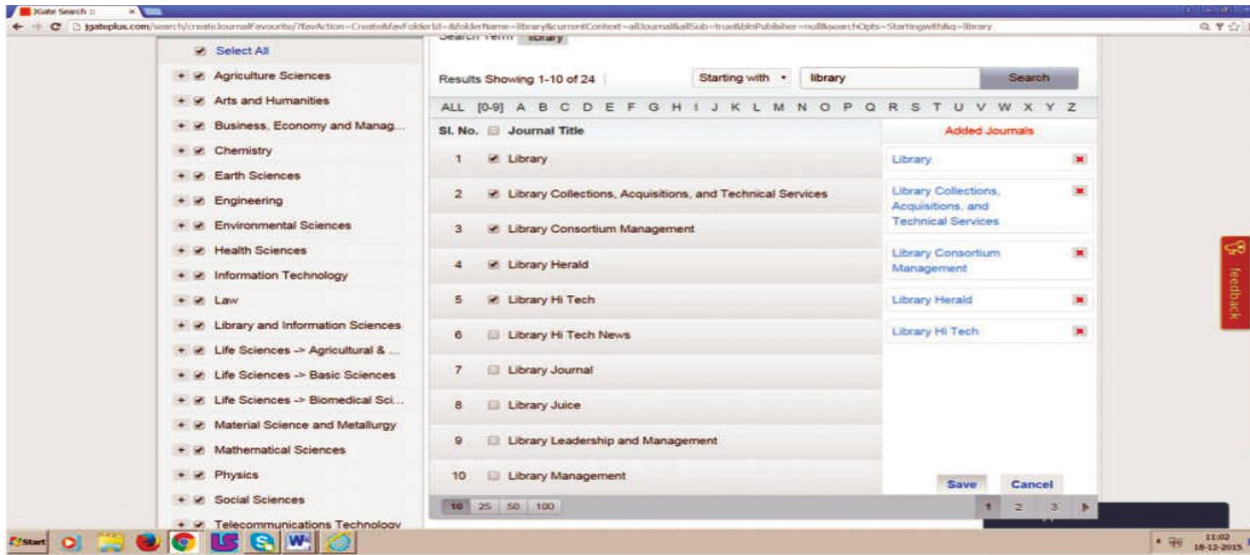 JGate Search ::
jgateplus.com/search/createJournalFavourite/?favAction=Create&favFolderId=&folderName=library&currentContext=allJournal&allSub=true&blnPublisher=null&searchOpts=Startingwith&q=library
Select All
Agriculture Sciences
Arts and Humanities
Business, Economy and Manag...
Chemistry
Earth Sciences
Engineering
Environmental Sciences
Health Sciences
Information Technology
Law
Library and Information Sciences
Life Sciences -> Agricultural & ...
Life Sciences -> Basic Sciences
Life Sciences -> Biomedical Sci...
Material Science and Metallurgy
Mathematical Sciences
Physics
Social Sciences
Telecommunications Technology
Search Term library
Results Showing 1-10 of 24 Starting with library Search
ALL [0-9] A B C D E F G H I J K L M N O P Q R S T U V W X Y Z
Sl. No. Journal Title
1 Library
2 Library Collections, Acquisitions, and Technical Services
3 Library Consortium Management
4 Library Herald
5 Library Hi Tech
6 Library Hi Tech News
7 Library Journal
8 Library Juice
9 Library Leadership and Management
10 Library Management
10 25 50 100
Added Journals
Library
Library Collections,
Acquisitions, and
Technical Services
Library Consortium
Management
Library Herald
Library Hi Tech
Save Cancel
1 2 3
feedback
Start
11:02
18-12-2015